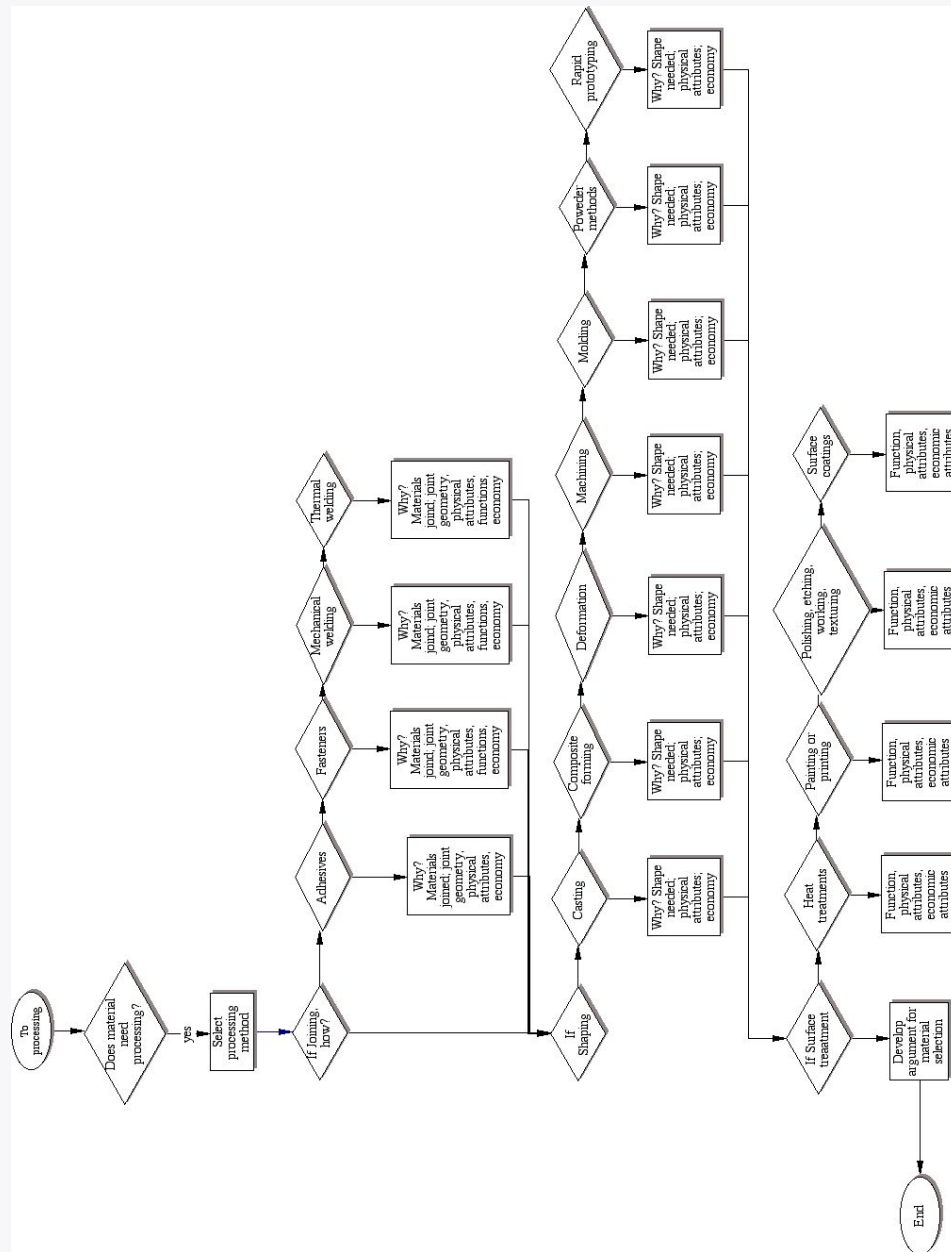 To
processing
Does material
need
processing?
yes
Select
processing
method
If Joining,
how?
Adhesives
Fasteners
Mechanical
welding
Thermal
welding
Why?
Materials
joined; joint
geometry,
physical
attributes,
economy
Why?
Materials
joind; joint
geometry,
physical
attributes,
functions,
economy
Why?
Materials
joind; joint
geometry,
physical
attributes,
functions,
economy
Why?
Materials
joind; joint
geometry,
physical
attributes,
functions,
economy
If
Shaping
Casting
Composite
forming
Deformation
Machining
Molding
Poweder
methods
Rapid
prototyping
Why? Shape
needed;
physical
attributes;
economy
Why? Shape
needed;
physical
attributes;
economy
Why? Shape
needed;
physical
attributes;
economy
Why? Shape
needed;
physical
attributes;
economy
Why? Shape
needed;
physical
attributes;
economy
Why? Shape
needed;
physical
attributes;
economy
Why? Shape
needed;
physical
attributes;
economy
If Surface
treatment
Heat
treatments
Painting or
printing
Polishing, etching,
working,
texturing
Surface
coatings
Develop
argument for
material
selection
Function,
physical
attributes,
economic
attributes
Function,
physical
attributes,
economic
attributes
Function,
physical
attributes,
economic
attributes
Function,
physical
attributes,
economic
attributes
End